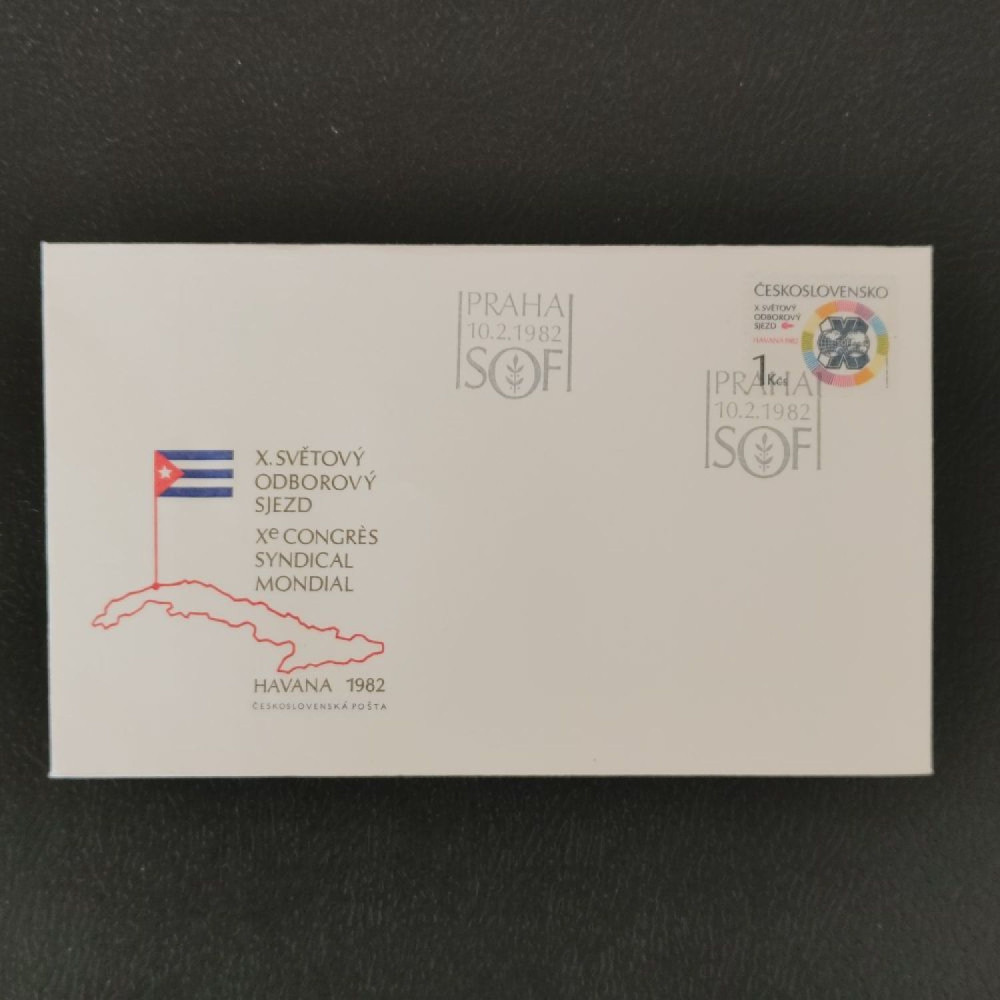 PRAHA
10.2.1982
SOF
ČESKOSLOVENSKO
X.SVĚTOVÝ
ODBOROVÝ
SJEZD
HAVANA 1982
1 Kčs
PRAHA
10.2.1982
SOF
X. SVĚTOVÝ
ODBOROVÝ
SJEZD
Xe CONGRÈS
SYNDICAL
MONDIAL
HAVANA 1982
ČESKOSLOVENSKÁ POŠTA